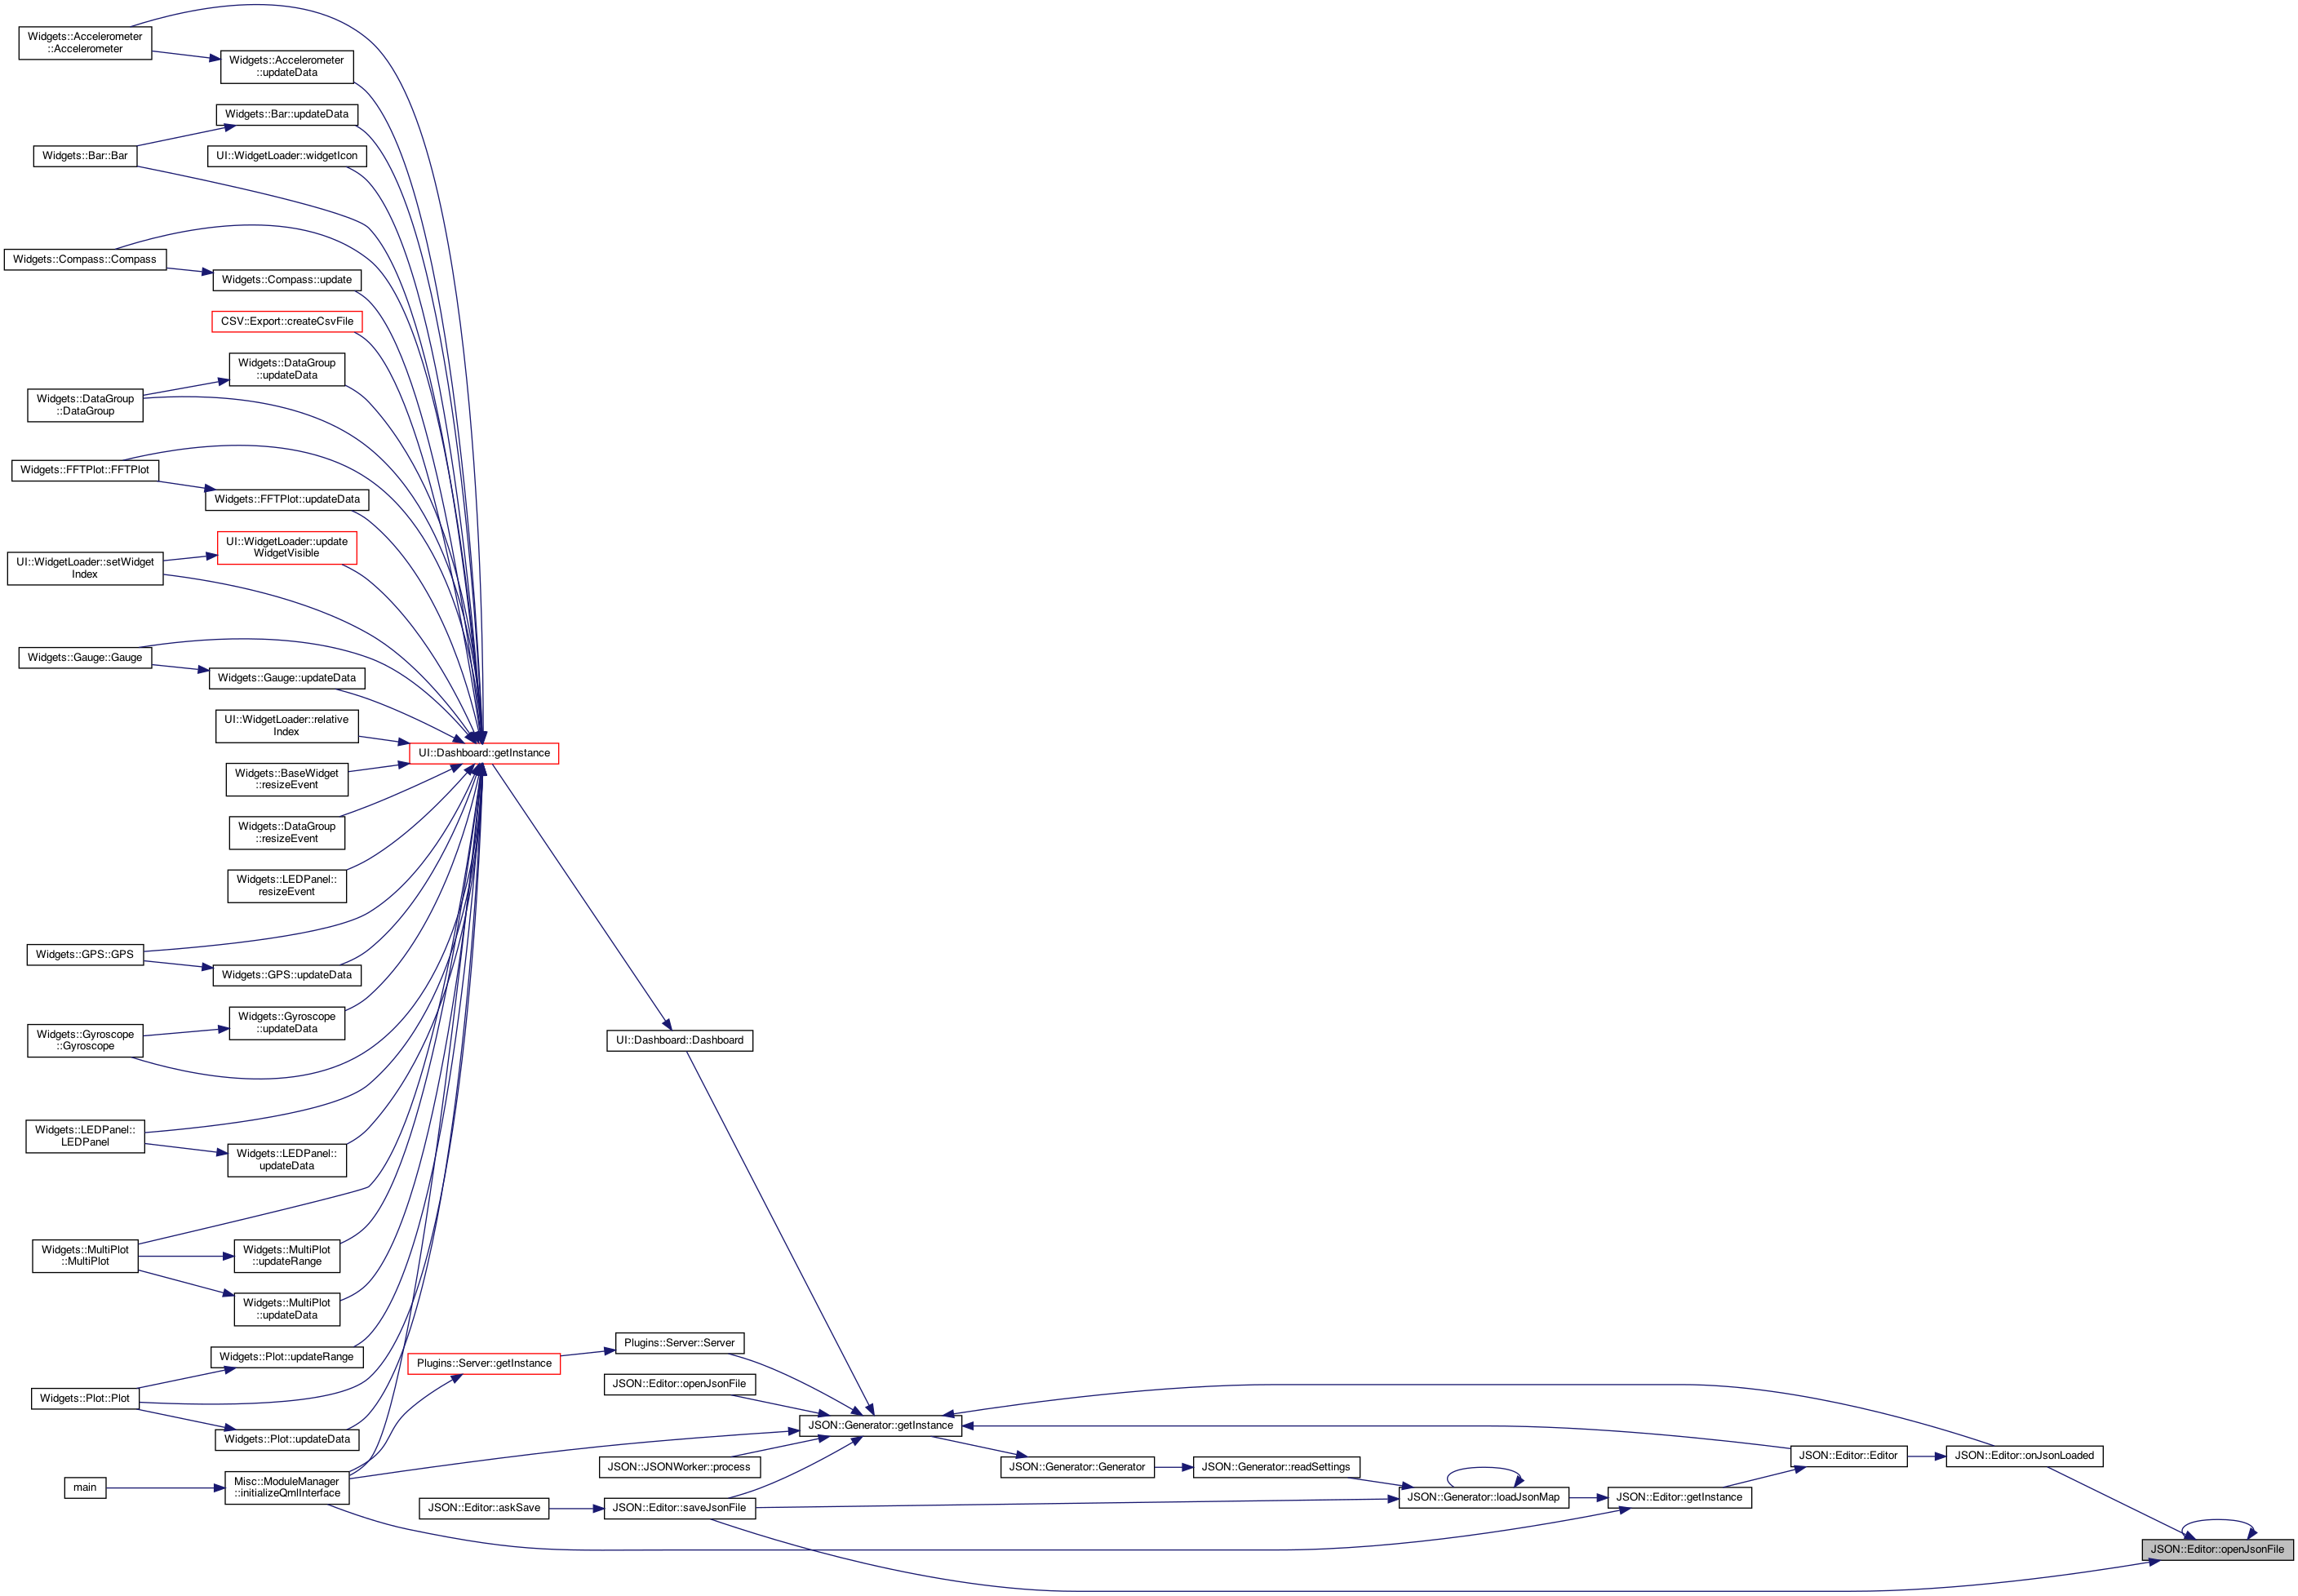 Widgets::Accelerometer
::Accelerometer
Widgets::Accelerometer
::updateData
Widgets::Bar::updateData
Widgets::Bar::Bar
UI::WidgetLoader::widgetIcon
Widgets::Compass::Compass
Widgets::Compass::update
CSV::Export::createCsvFile
Widgets::DataGroup
::updateData
Widgets::DataGroup
::DataGroup
Widgets::FFTPlot::FFTPlot
Widgets::FFTPlot::updateData
UI::WidgetLoader::update
WidgetVisible
UI::WidgetLoader::setWidget
Index
Widgets::Gauge::Gauge
Widgets::Gauge::updateData
UI::WidgetLoader::relative
Index
UI::Dashboard::getInstance
Widgets::BaseWidget
::resizeEvent
Widgets::DataGroup
::resizeEvent
Widgets::LEDPanel::
resizeEvent
Widgets::GPS::GPS
Widgets::GPS::updateData
Widgets::Gyroscope
::updateData
Widgets::Gyroscope
::Gyroscope
UI::Dashboard::Dashboard
Widgets::LEDPanel::
LEDPanel
Widgets::LEDPanel::
updateData
Widgets::MultiPlot
::MultiPlot
Widgets::MultiPlot
::updateRange
Widgets::MultiPlot
::updateData
Plugins::Server::Server
Widgets::Plot::updateRange
Plugins::Server::getInstance
JSON::Editor::openJsonFile
Widgets::Plot::Plot
JSON::Generator::getInstance
Widgets::Plot::updateData
JSON::Editor::Editor
JSON::Editor::onJsonLoaded
JSON::JSONWorker::process
JSON::Generator::Generator
JSON::Generator::readSettings
main
Misc::ModuleManager
::initializeQmlInterface
JSON::Generator::loadJsonMap
JSON::Editor::getInstance
JSON::Editor::askSave
JSON::Editor::saveJsonFile
JSON::Editor::openJsonFile